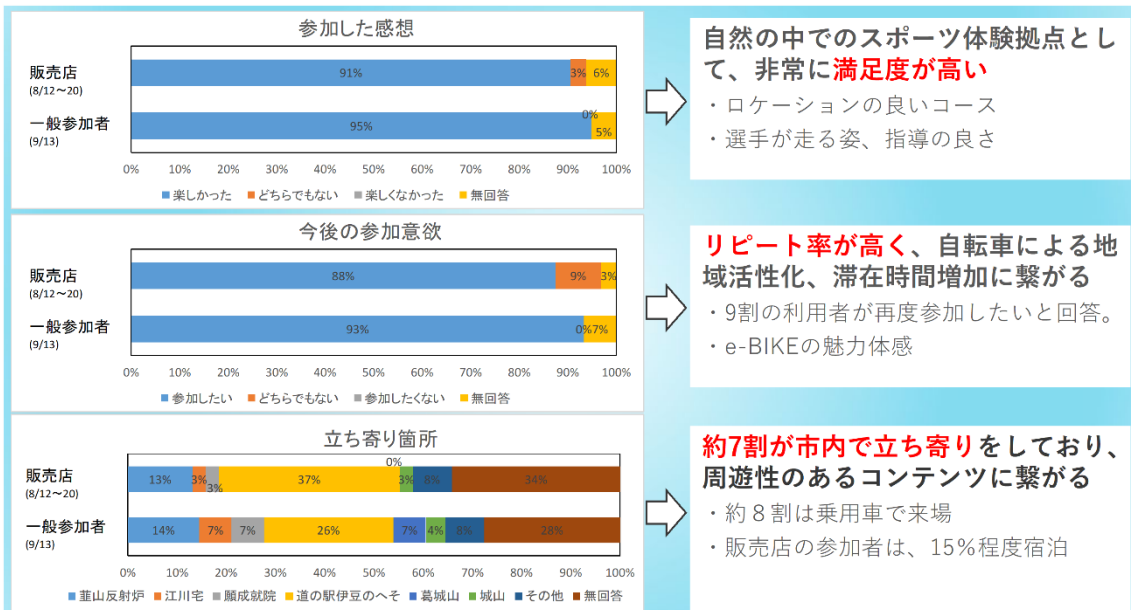 参加した感想
販売店
(8/12～20)
91%
3%
6%
一般参加者
(9/13)
95%
0%
5%
0% 10% 20% 30% 40% 50% 60% 70% 80% 90% 100%
楽しかった どちらでもない 楽しくなかった 無回答
自然の中でのスポーツ体験拠点とし
て、非常に満足度が高い
・ロケーションの良いコース
・選手が走る姿、指導の良さ
今後の参加意欲
販売店
(8/12～20)
88%
9%
3%
一般参加者
(9/13)
93%
0%
7%
0% 10% 20% 30% 40% 50% 60% 70% 80% 90% 100%
参加したい どちらでもない 参加したくない 無回答
リピート率が高く、自転車による地
域活性化、滞在時間増加に繋がる
・9割の利用者が再度参加したいと回答。
・e-BIKEの魅力体感
立ち寄り箇所
販売店
(8/12～20)
13%
3%
3%
37%
0%
3%
8%
34%
一般参加者
(9/13)
14%
7%
7%
26%
7%
4%
8%
28%
0% 10% 20% 30% 40% 50% 60% 70% 80% 90% 100%
韮山反射炉 江川宅 願成就院 道の駅伊豆のへそ 葛城山 城山 その他 無回答
約7割が市内で立ち寄りをしており、
周遊性のあるコンテンツに繋がる
・約８割は乗用車で来場
・販売店の参加者は、15%程度宿泊